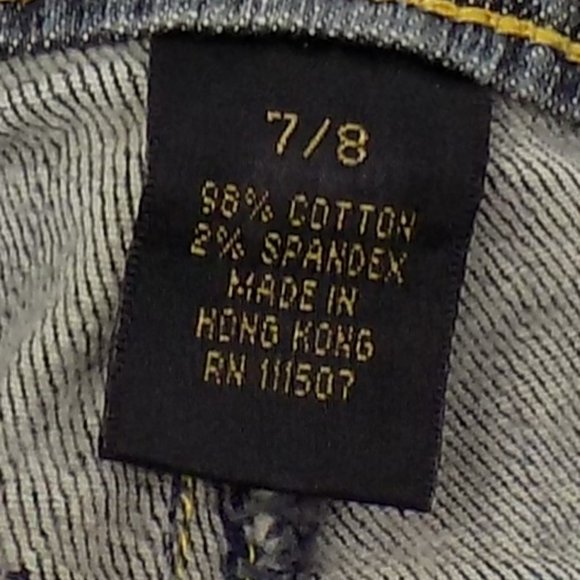 7/8
98% COTTON
2% SPANDEX
MADE IN
HONG KONG
RN 111507